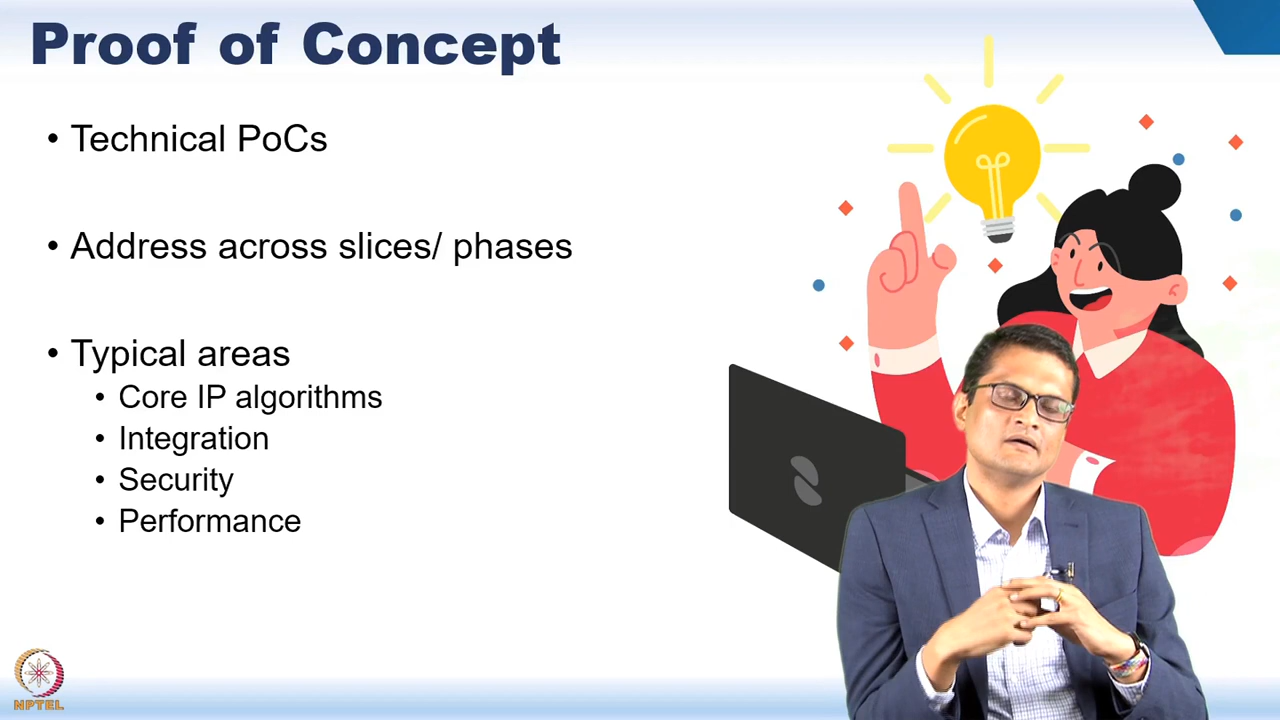 Proof of Concept
• Technical PoCs
• Address across slices/ phases
• Typical areas
• Core IP algorithms
• Integration
• Security
• Performance
NPTEL